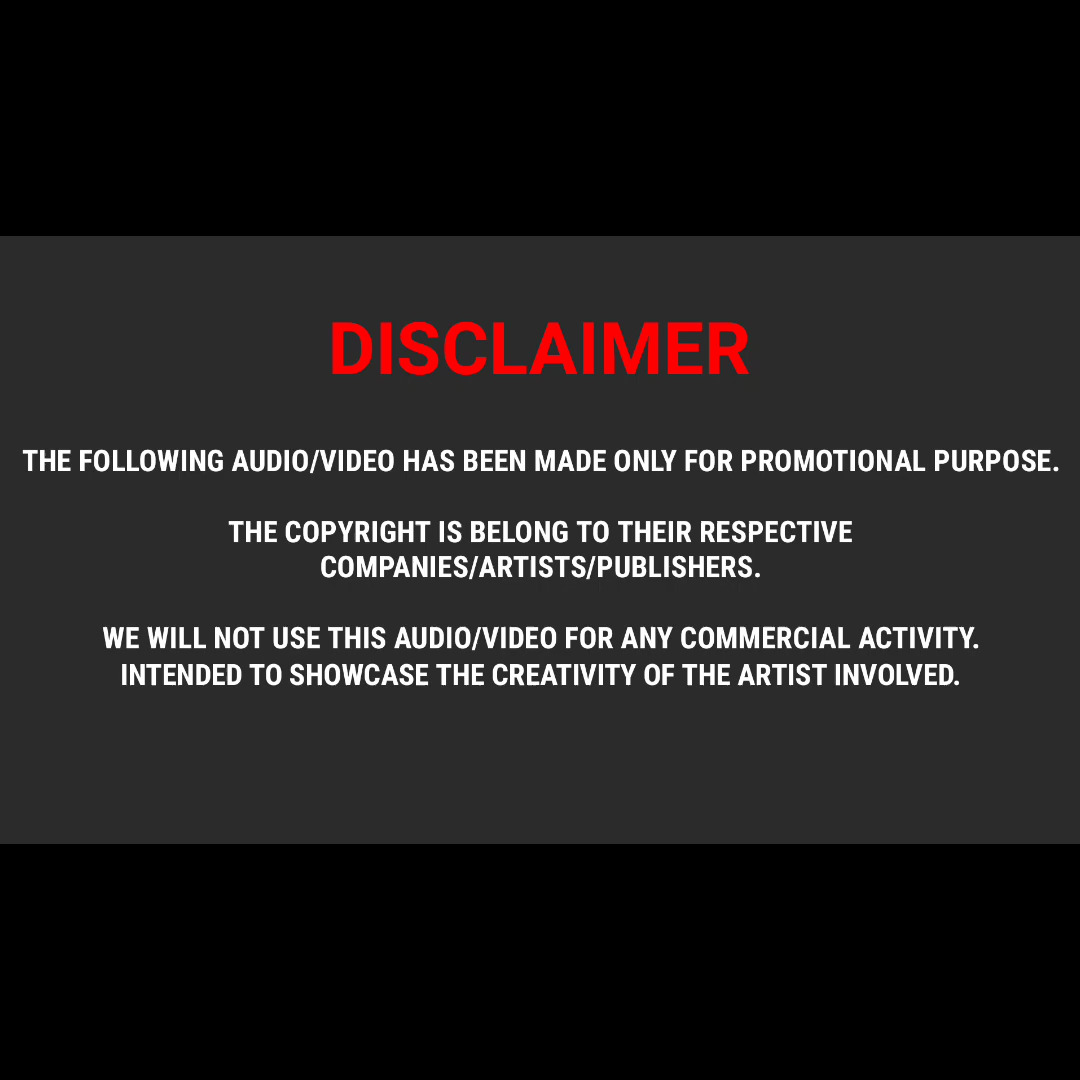 DISCLAIMER
THE FOLLOWING AUDIO/VIDEO HAS BEEN MADE ONLY FOR PROMOTIONAL PURPOSE.
THE COPYRIGHT IS BELONG TO THEIR RESPECTIVE
COMPANIES/ARTISTS/PUBLISHERS.
WE WILL NOT USE THIS AUDIO/VIDEO FOR ANY COMMERCIAL ACTIVITY.
INTENDED TO SHOWCASE THE CREATIVITY OF THE ARTIST INVOLVED.